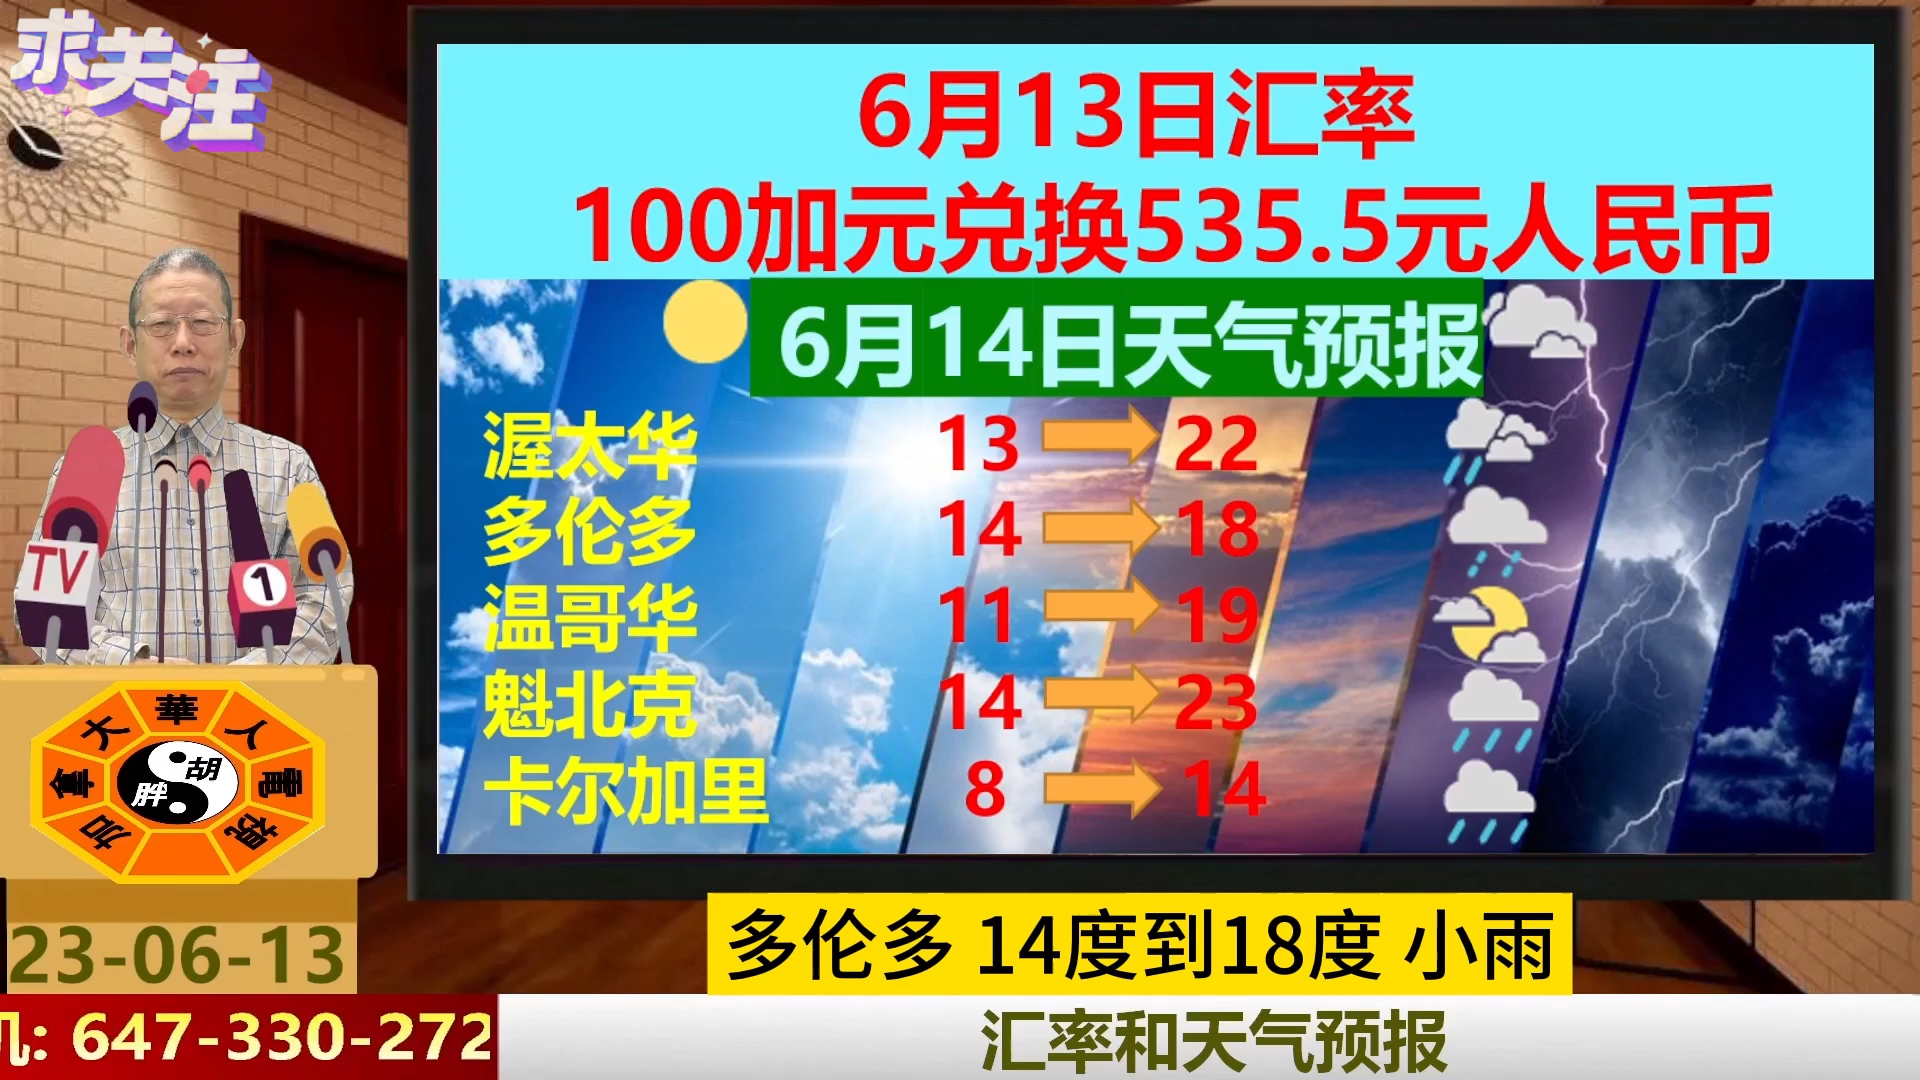 求关注
6月13日汇率
100加元兑换535.5元人民币
6月14日天气预报
渥太华 13 22
多伦多 14 18
温哥华 11 19
魁北克 14 23
卡尔加里 8 14
TV
1
加拿大華人電視
胡
胖
23-06-13
多伦多 14度到18度 小雨
机: 647-330-272
汇率和天气预报